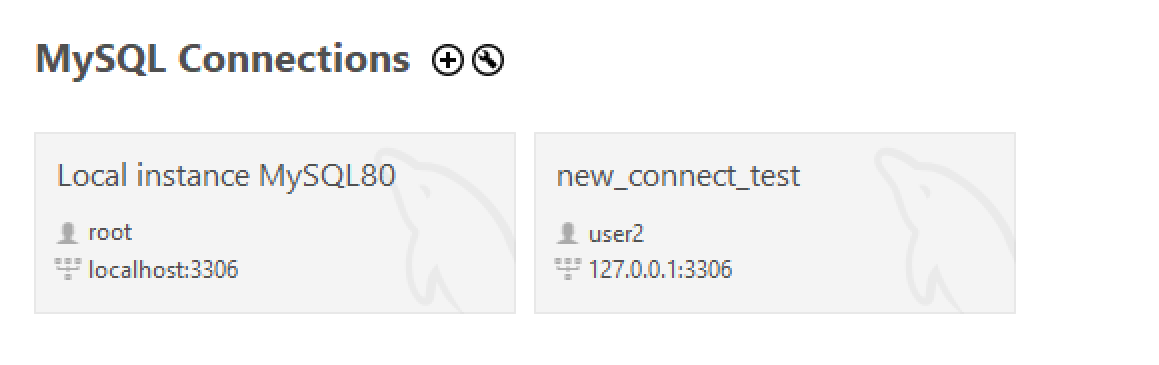 MySQL Connections
Local instance MySQL80
root
localhost:3306
new_connect_test
user2
127.0.0.1:3306